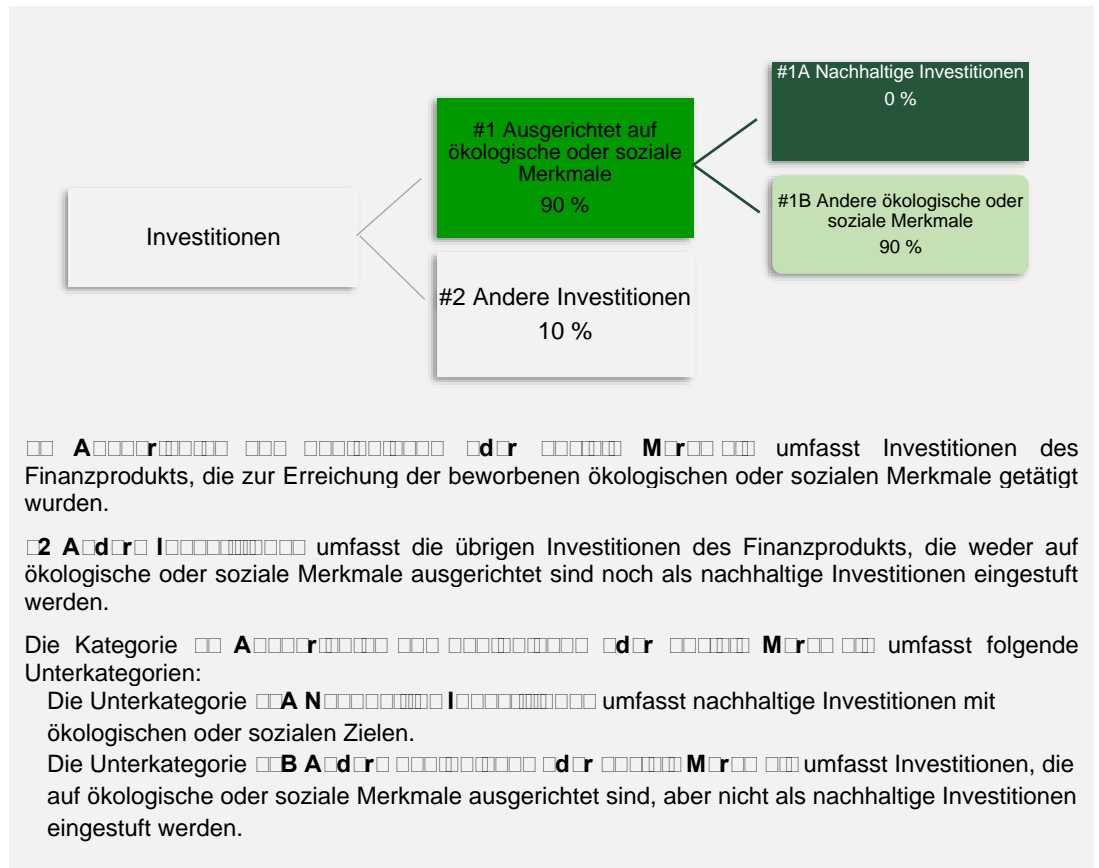 #1A Nachhaltige Investitionen
0 %
#1 Ausgerichtet auf
ökologische oder soziale
Merkmale
90 %
#1B Andere ökologische oder
soziale Merkmale
90 %
Investitionen
#2 Andere Investitionen
10 %
umfasst Investitionen des
Finanzprodukts, die zur Erreichung der beworbenen ökologischen oder sozialen Merkmale getätigt
wurden.
umfasst die übrigen Investitionen des Finanzprodukts, die weder auf
ökologische oder soziale Merkmale ausgerichtet sind noch als nachhaltige Investitionen eingestuft
werden.
Die Kategorie umfasst folgende
Unterkategorien:
Die Unterkategorie umfasst nachhaltige Investitionen mit
ökologischen oder sozialen Zielen.
Die Unterkategorie umfasst Investitionen, die
auf ökologische oder soziale Merkmale ausgerichtet sind, aber nicht als nachhaltige Investitionen
eingestuft werden.